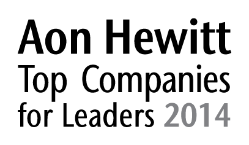 Aon Hewitt
Top Companies
for Leaders 2014